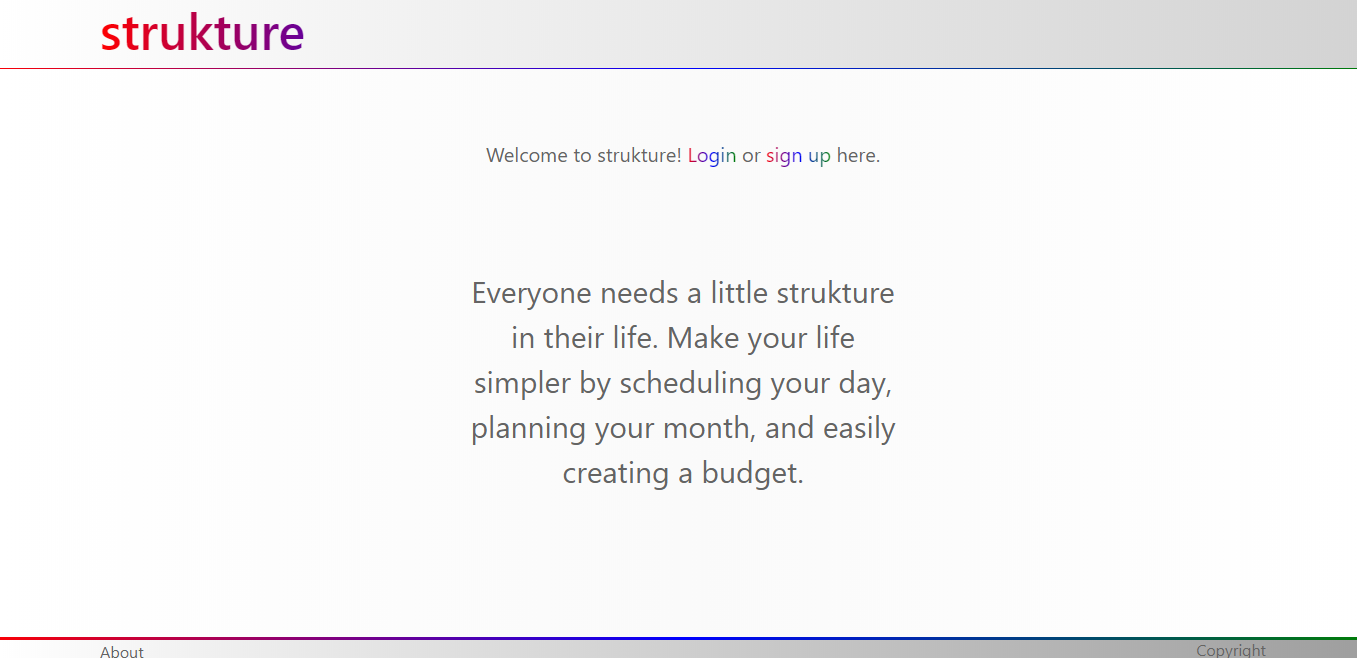 strukture
Welcome to strukture! Login or sign up here.
Everyone needs a little strukture
in their life. Make your life
simpler by scheduling your day,
planning your month, and easily
creating a budget.
About
Copyright